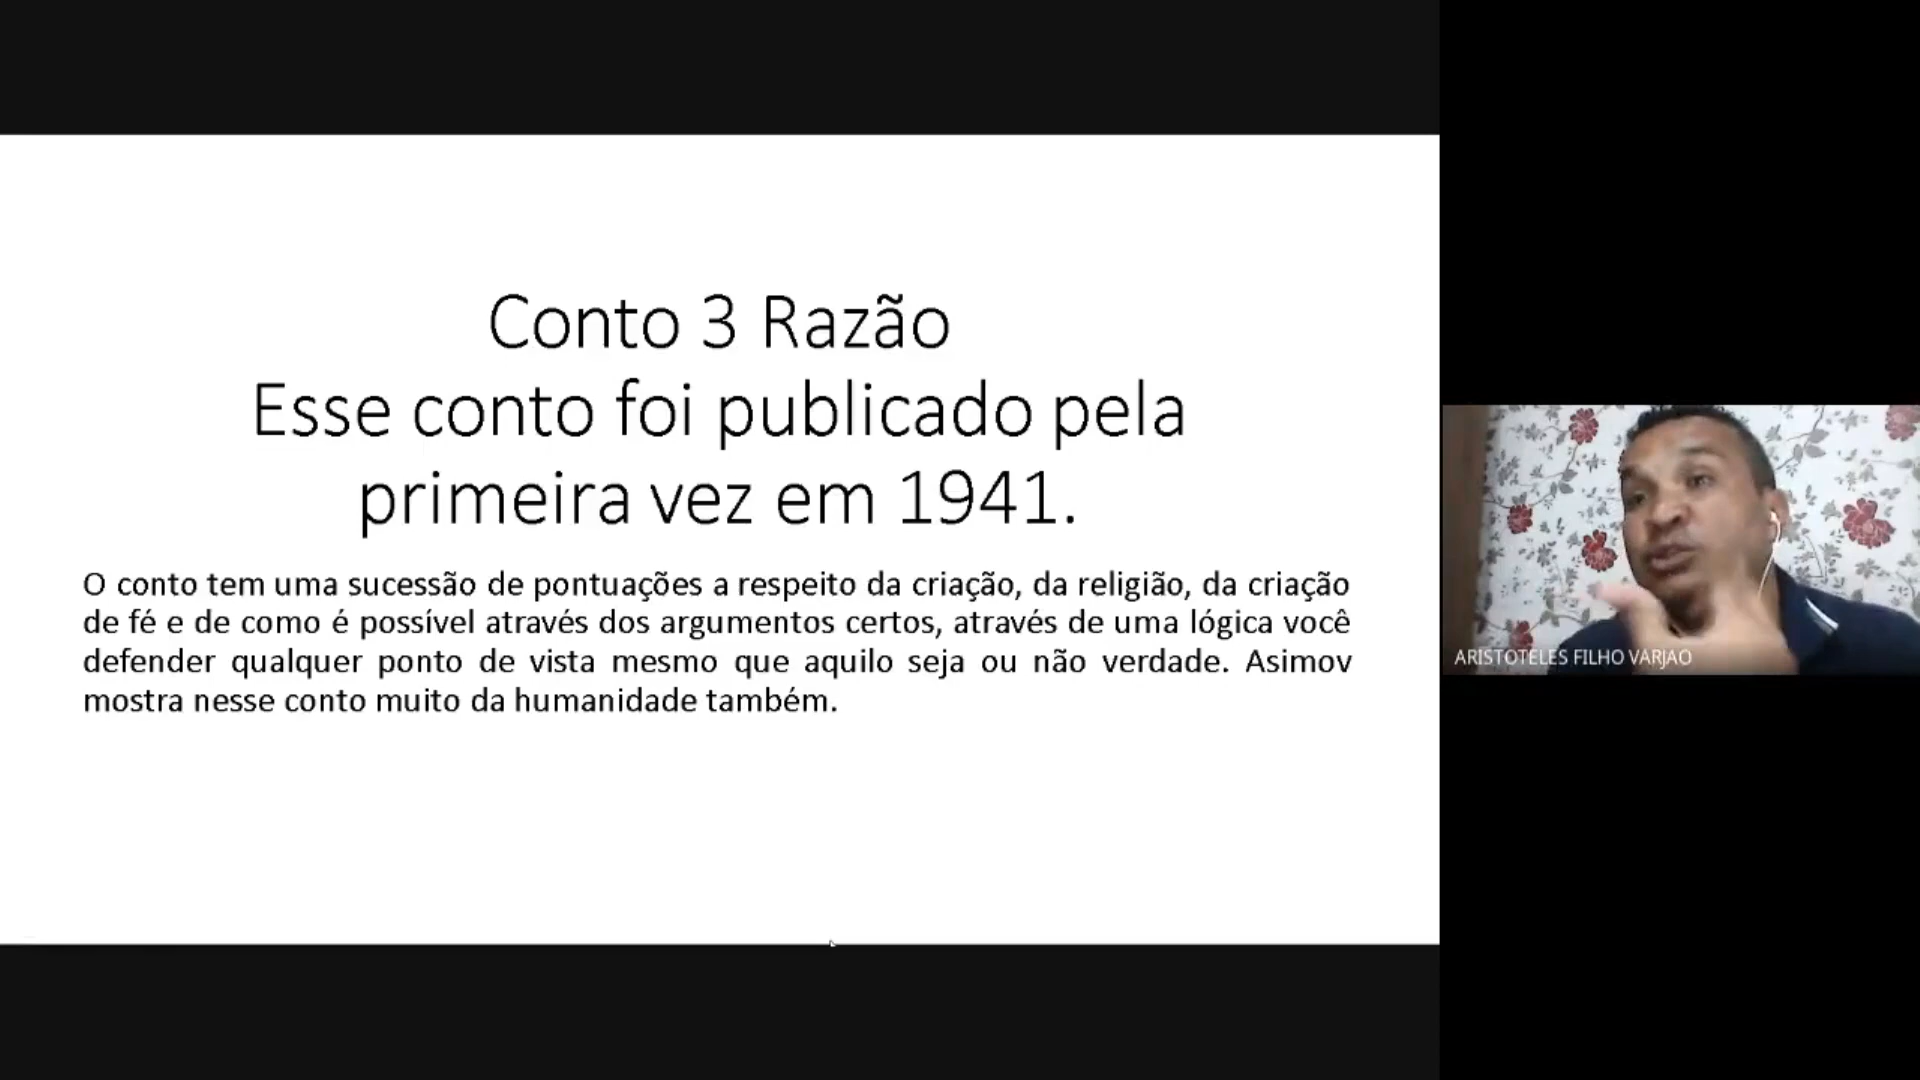 Conto 3 Razão
Esse conto foi publicado pela
primeira vez em 1941.
O conto tem uma sucessão de pontuações a respeito da criação, da religião, da criação
de fé e de como é possível através dos argumentos certos, através de uma lógica você
defender qualquer ponto de vista mesmo que aquilo seja ou não verdade. Asimov
mostra nesse conto muito da humanidade também.
ARISTOTELES FILHO VARJAO